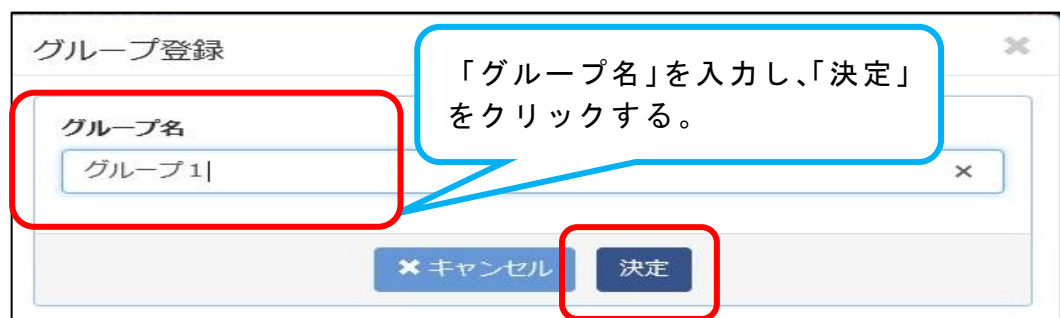 グループ登録
「グループ名」を入力し、「決定」
をクリックする。
グループ名
グループ1
キャンセル
決定